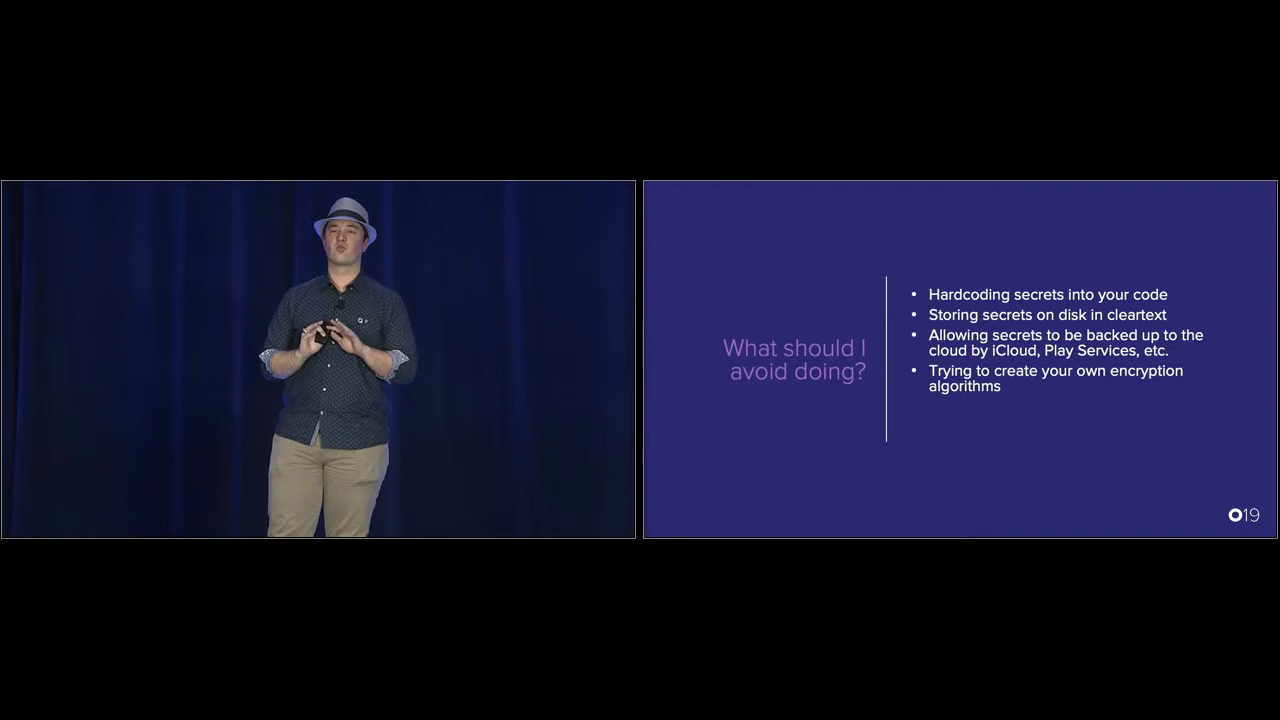 What should I
avoid doing?
• Hardcoding secrets into your code
• Storing secrets on disk in cleartext
• Allowing secrets to be backed up to the
cloud by iCloud, Play Services, etc.
• Trying to create your own encryption
algorithms
O19